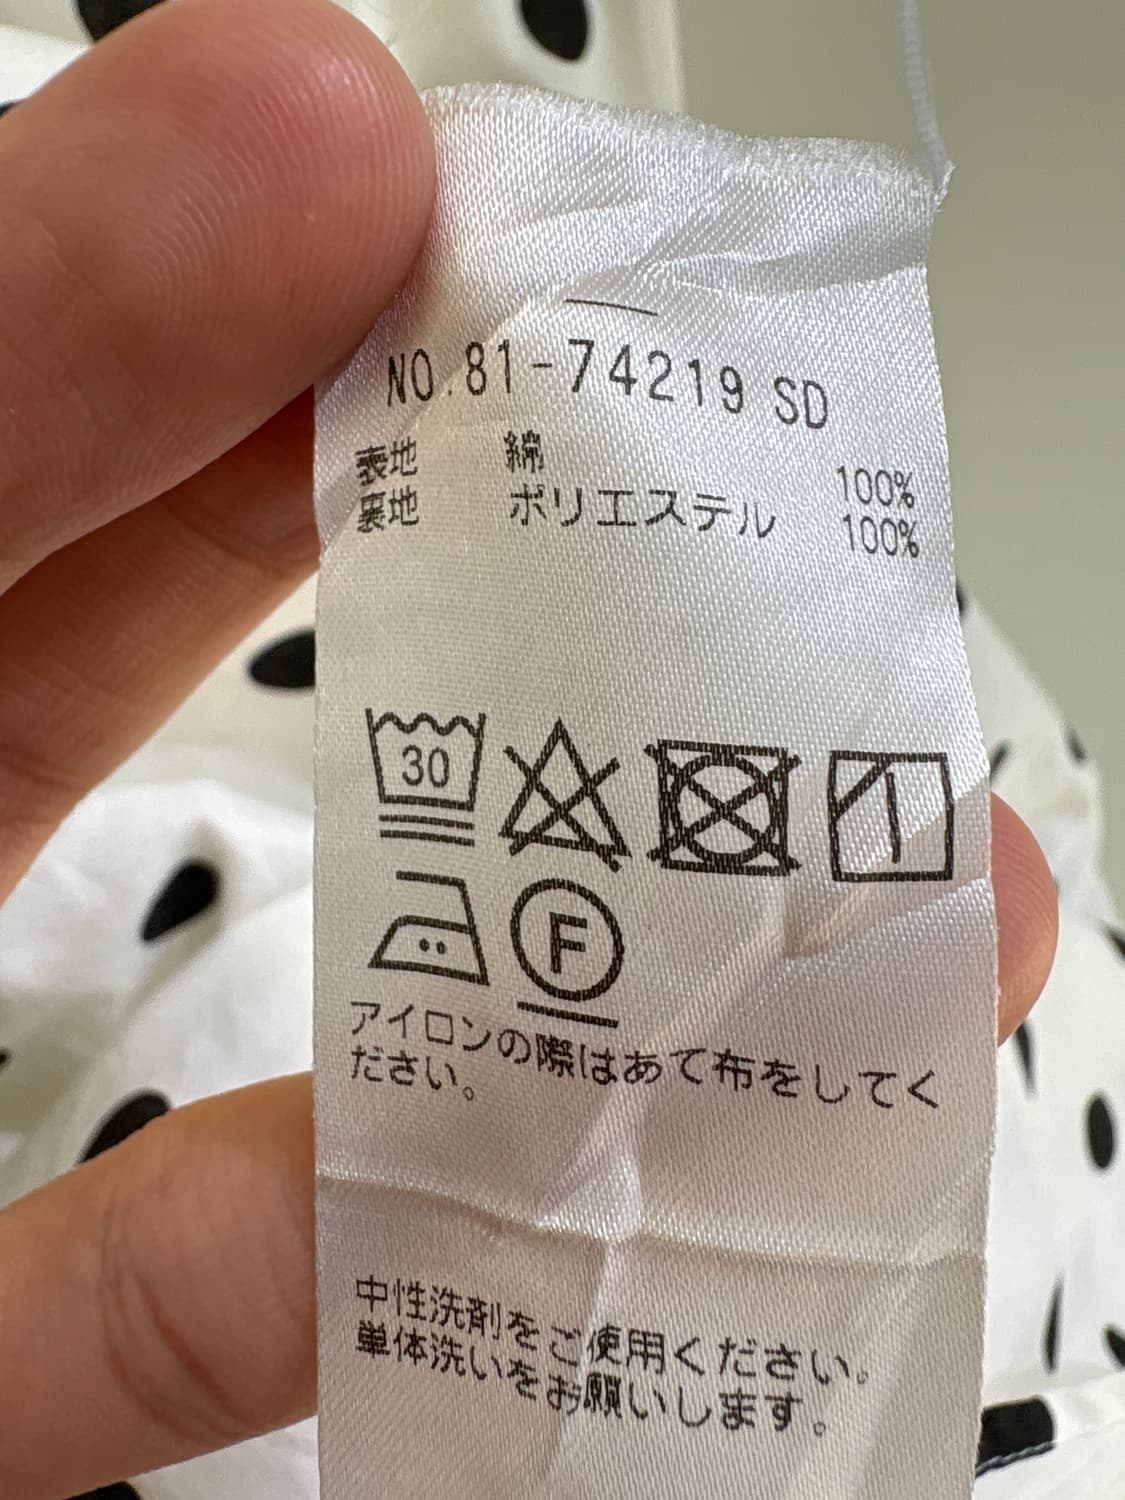 NO.81-74219 SD
表地 綿 100%
裏地 ポリエステル 100%
30
F
アイロンの際はあて布をしてく
ださい。
中性洗剤をご使用ください。
単体洗いをお願いします。